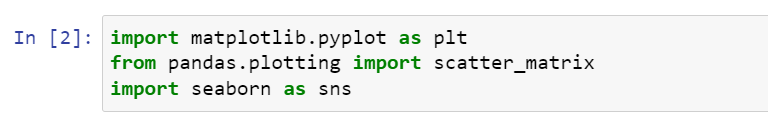 In [2]: import matplotlib.pyplot as plt
from pandas.plotting import scatter_matrix
import seaborn as sns